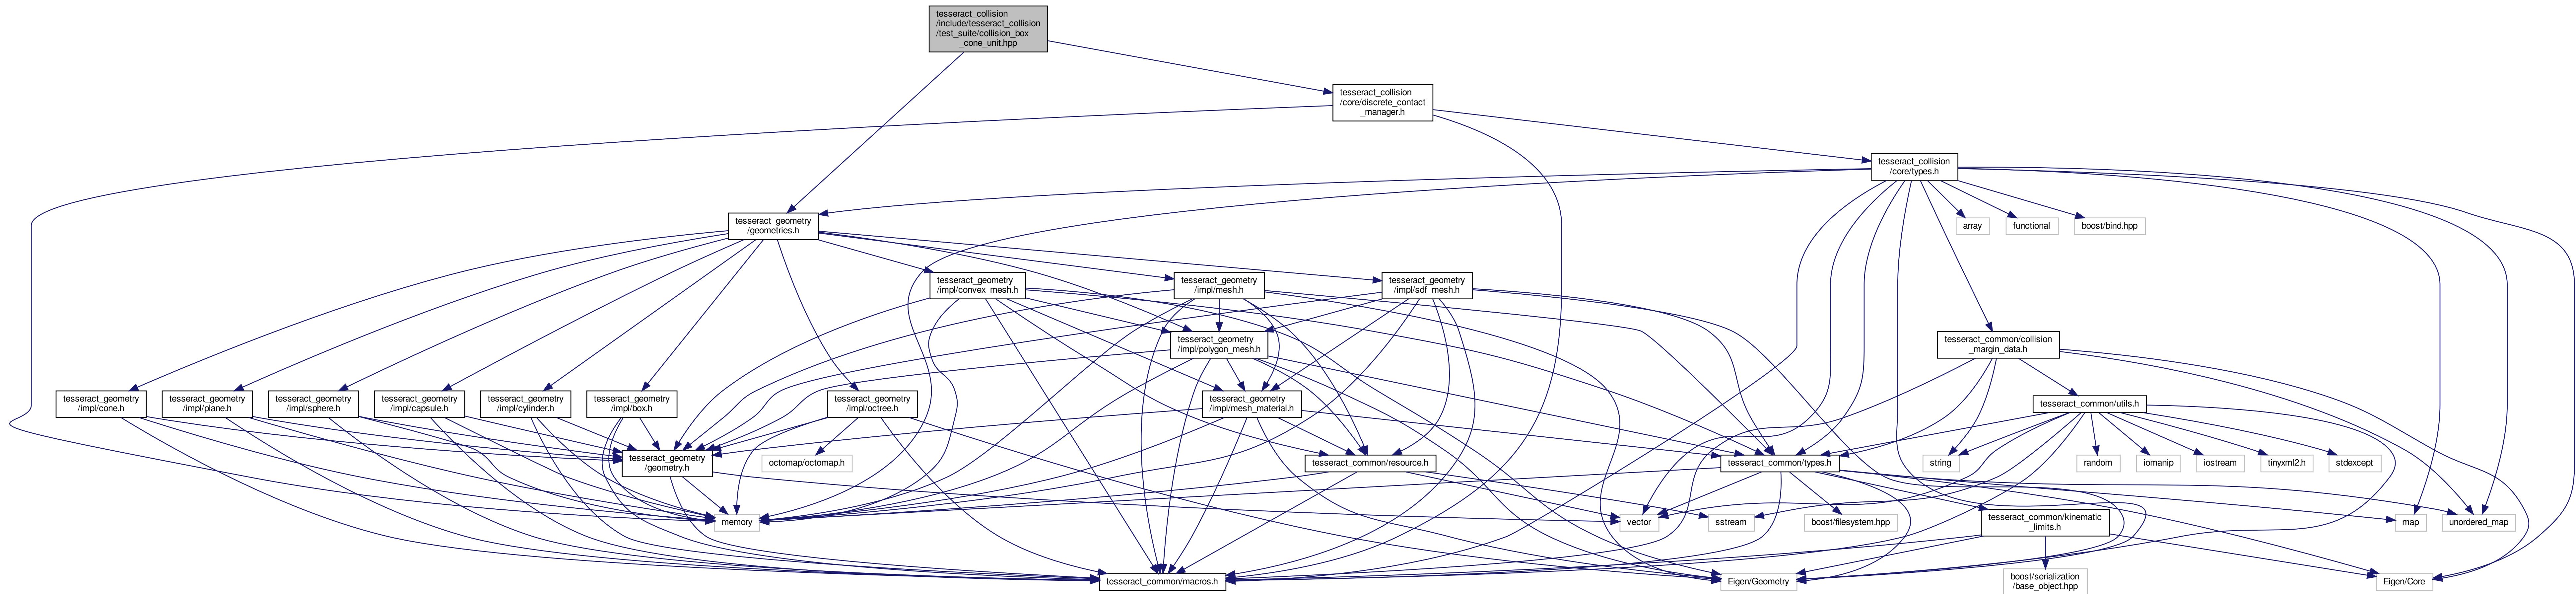 tesseract_collision
/include/tesseract_collision
/test_suite/collision_box
_cone_unit.hpp
tesseract_collision
/core/discrete_contact
_manager.h
tesseract_collision
/core/types.h
tesseract_geometry
/geometries.h
array
functional
boost/bind.hpp
tesseract_geometry
/impl/convex_mesh.h
tesseract_geometry
/impl/mesh.h
tesseract_geometry
/impl/sdf_mesh.h
tesseract_geometry
/impl/polygon_mesh.h
tesseract_common/collision
_margin_data.h
tesseract_geometry
/impl/cone.h
tesseract_geometry
/impl/plane.h
tesseract_geometry
/impl/sphere.h
tesseract_geometry
/impl/capsule.h
tesseract_geometry
/impl/cylinder.h
tesseract_geometry
/impl/box.h
tesseract_geometry
/impl/octree.h
tesseract_geometry
/impl/mesh_material.h
tesseract_common/utils.h
tesseract_geometry
/geometry.h
octomap/octomap.h
tesseract_common/resource.h
tesseract_common/types.h
string
random
iomanip
iostream
tinyxml2.h
stdexcept
memory
vector
sstream
boost/filesystem.hpp
tesseract_common/kinematic
_limits.h
map
unordered_map
tesseract_common/macros.h
Eigen/Geometry
boost/serialization
/base_object.hpp
Eigen/Core